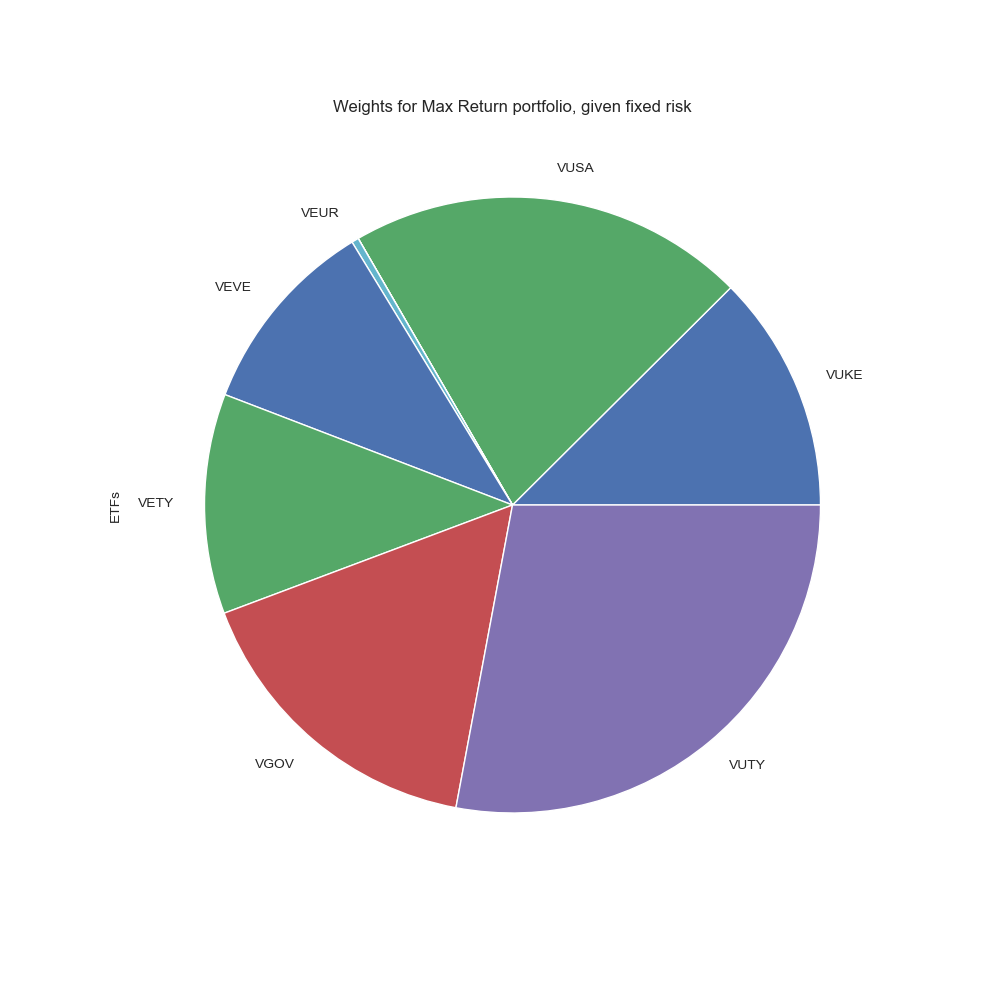 Weights for Max Return portfolio, given fixed risk
VUSA
VEUR
VEVE
VUKE
ETFs
VETY
VGOV
VUTY